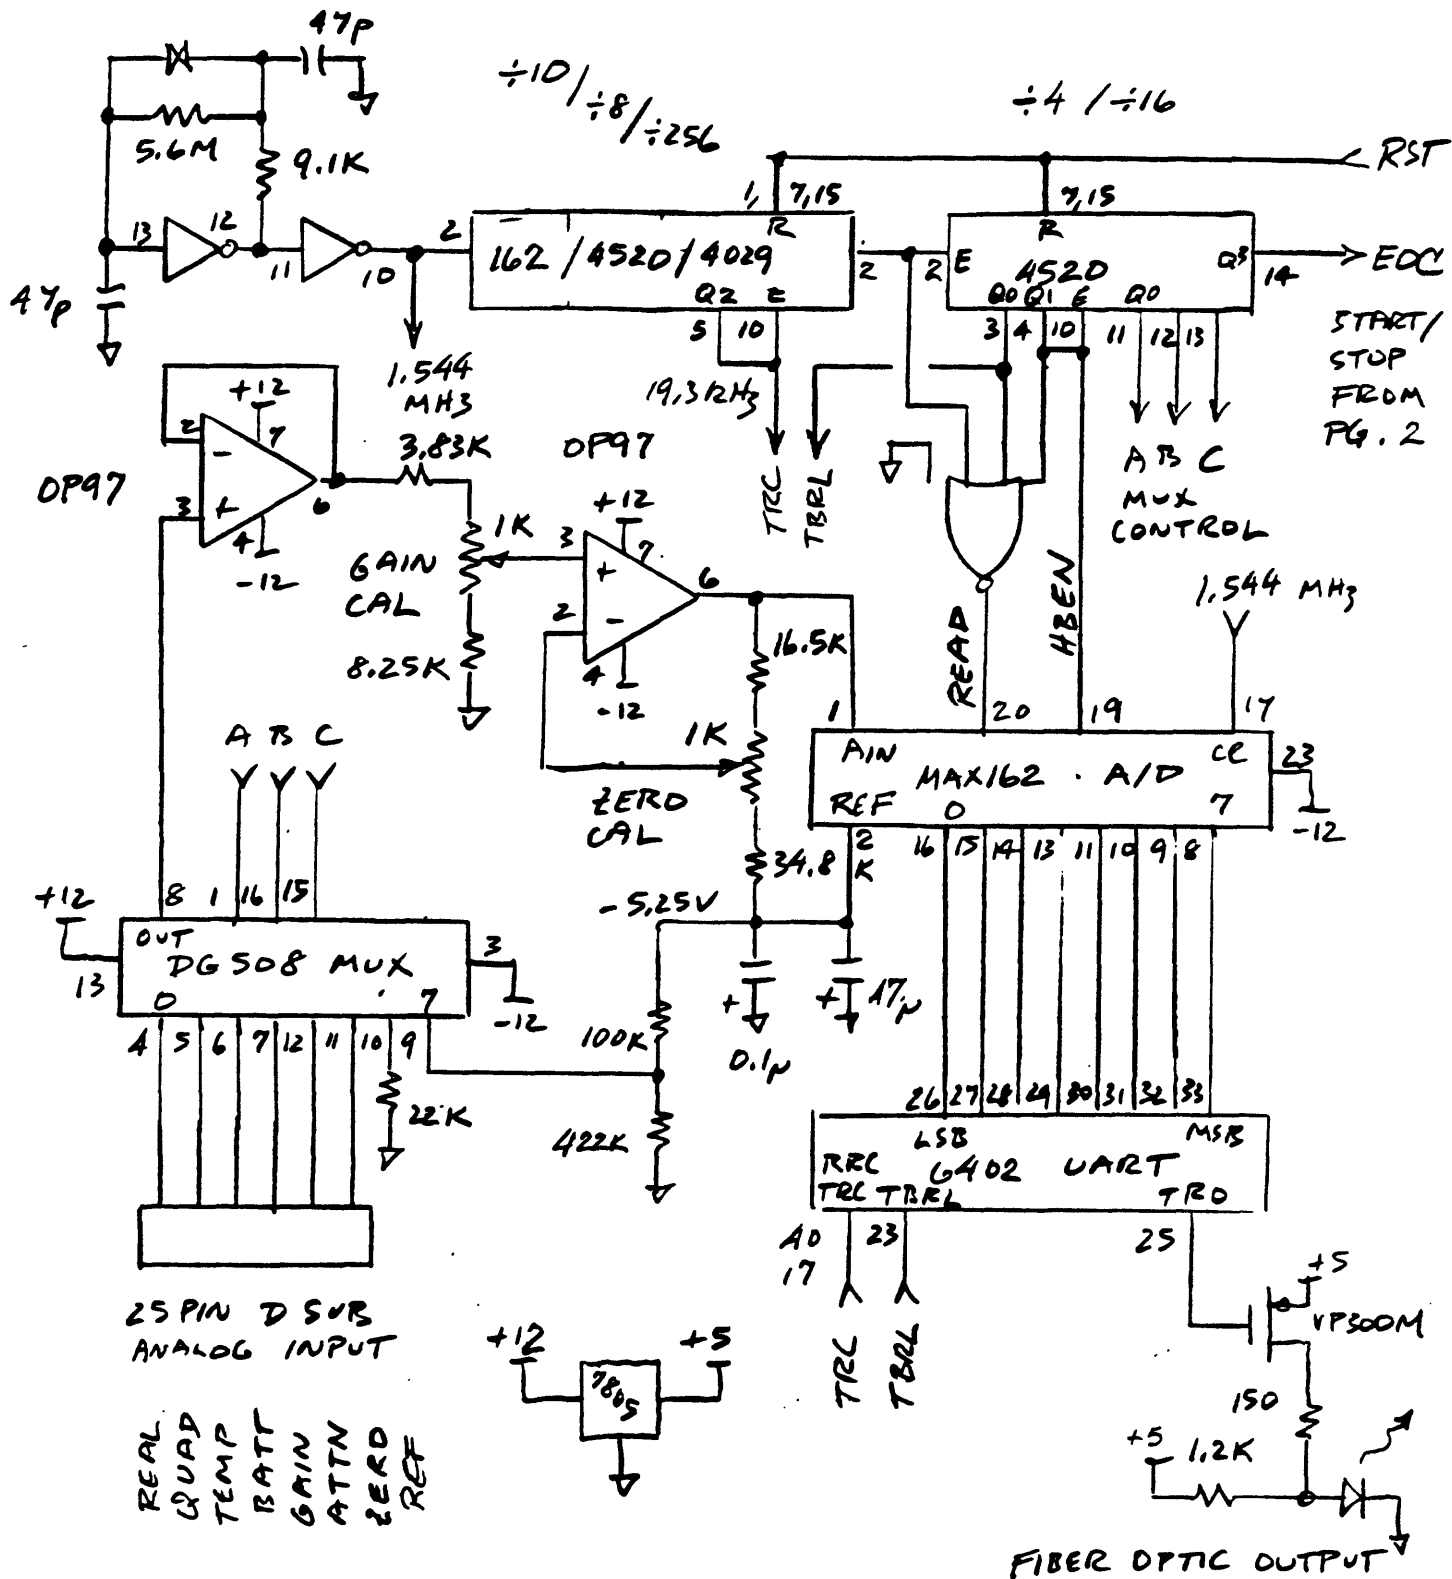 47p
÷10/÷8/÷256
÷4 / ÷16
5.6M
9.1K
RST
1, 7,15
7,15
13
12
11
10
2
162/4520/4029
R
Q2
E
2
2
E
R
4520
Q0 Q1 E Q0
Q3
14
EOC
47p
5
10
3
4
10
11
12
13
1.544
MHz
19.3KHz
START/
STOP
FROM
PG. 2
TRC
TBRL
A B C
MUX
CONTROL
OP97
+12
2
-
7
3
+
4
-12
6
3.83K
1K
GAIN
CAL
8.25K
OP97
+12
3
+
7
2
-
4
-12
6
16.5K
1K
ZERO
CAL
34.8
K
READ
HBEN
1.544 MHz
1
20
19
17
AIN
MAX162 . A/D
CL
REF
0
7
23
-12
2
16
15
14
13
11
10
9
8
A B C
+12
8
1
16
15
OUT
DG508 MUX
0
7
13
3
-12
4
5
6
7
12
11
10
9
22K
-5.25V
100K
422K
+
0.1µ
+
47µ
26
27
28
29
30
31
32
33
LSB
MSB
6402 UART
RRC
TRC
TBRL
TRO
40
17
23
25
TRC
TBRL
+5
VP300M
150
+5
1.2K
FIBER OPTIC OUTPUT
25 PIN D SUB
ANALOG INPUT
REAL
QUAD
TEMP
BATT
GAIN
ATTN
ZERO
REF
+12
7805
+5